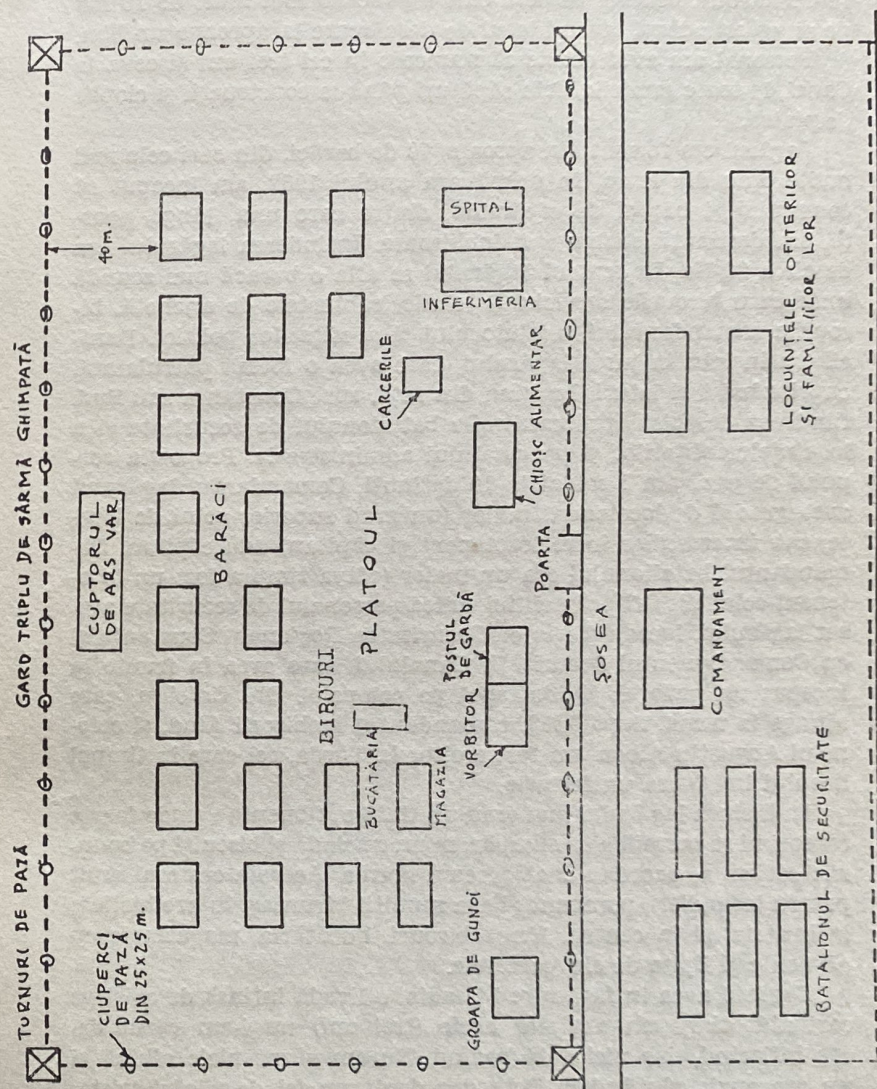 TURNURI DE PAZĂ
GARD TRIPLU DE SÂRMĂ GHIMPATĂ
CIUPERCI
DE PAZĂ
DIN 25x25 m.
40m.
CUPTORUL
DE ARS VAR
BARĂCI
BIROURI
BUCĂTĂRIA
PLATOUL
MAGAZIA
CARCERILE
SPITAL
INFERMERIA
GROAPA DE GUNOI
VORBITOR
POSTUL
DE GARDĂ
CHIOȘC ALIMENTAR
POARTA
ȘOSEA
COMANDAMENT
BATALIONUL DE SECURITATE
LOCUINȚELE OFIȚERILOR
ȘI FAMILIILOR LOR